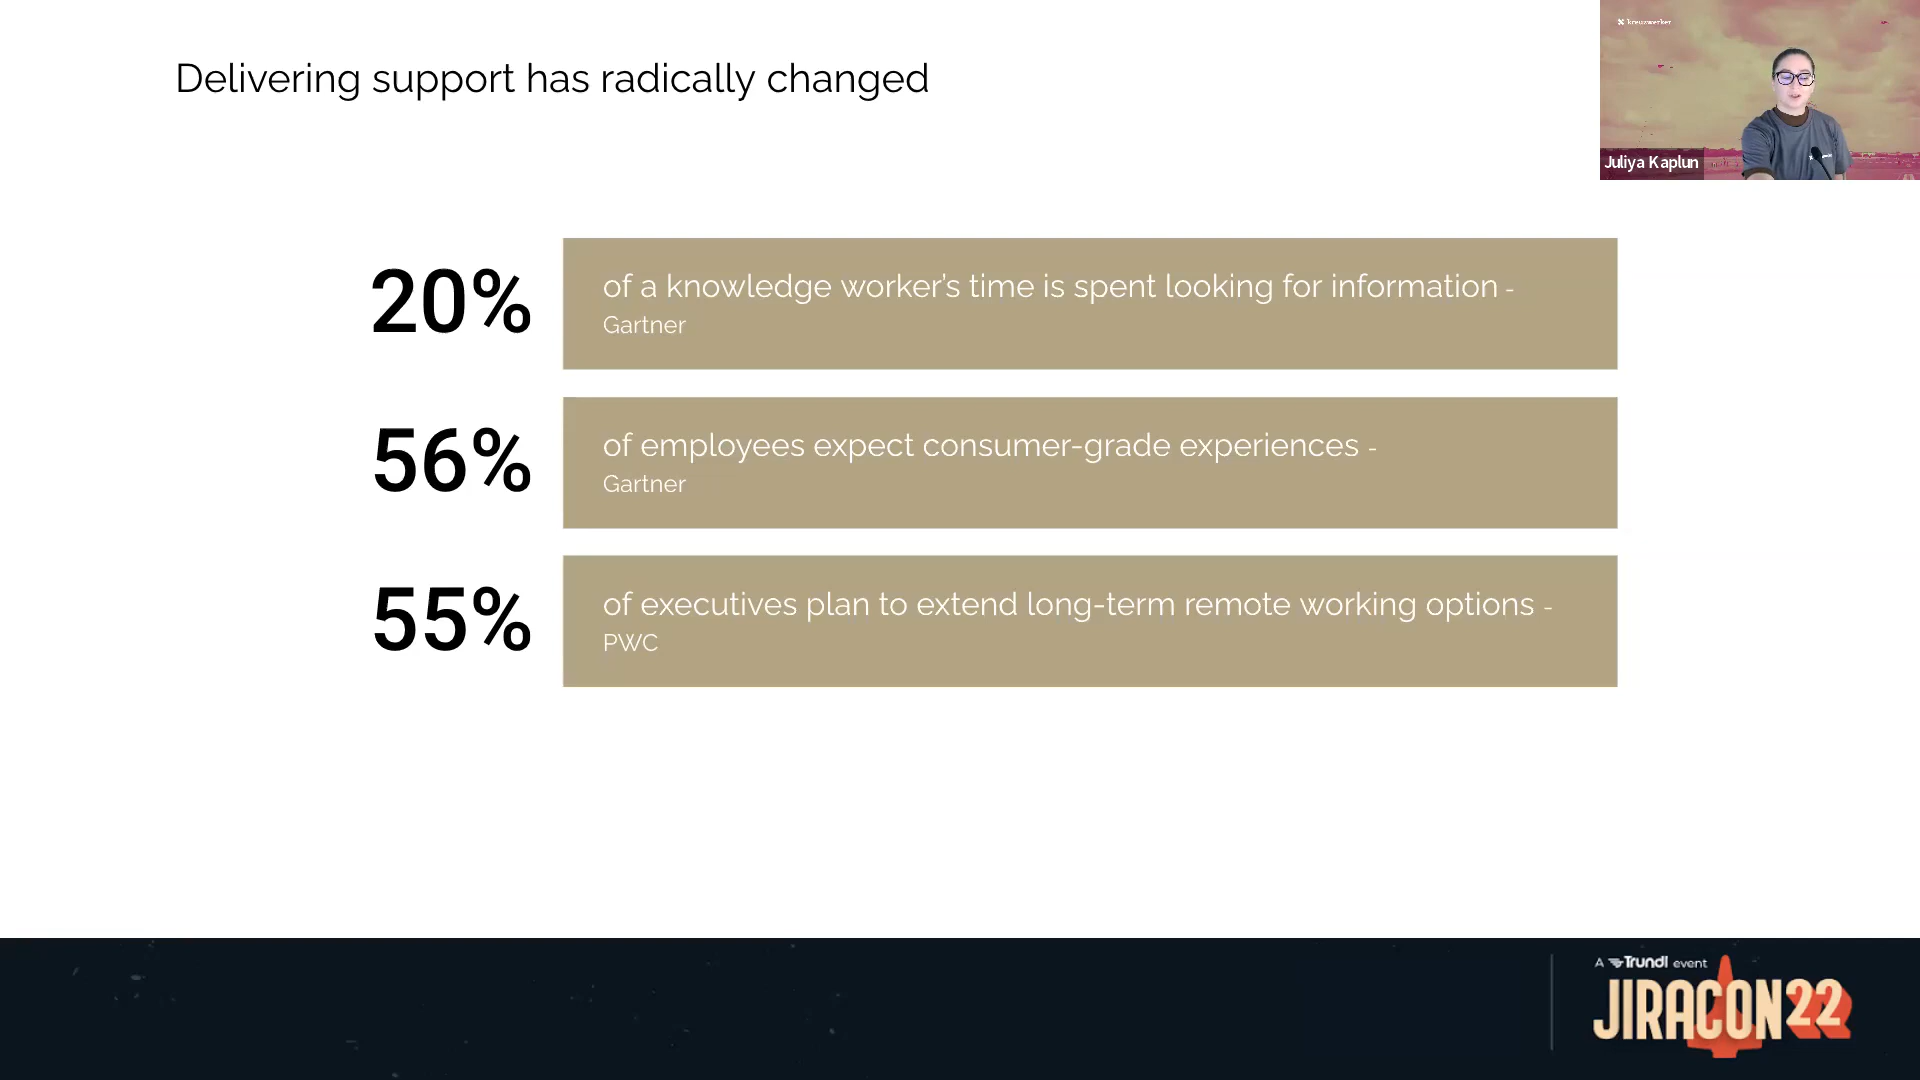 kreuzwerker
Delivering support has radically changed
Juliya Kaplun
20%
of a knowledge worker’s time is spent looking for information -
Gartner
56%
of employees expect consumer-grade experiences -
Gartner
55%
of executives plan to extend long-term remote working options -
PWC
A Trundl event
JIRACON22